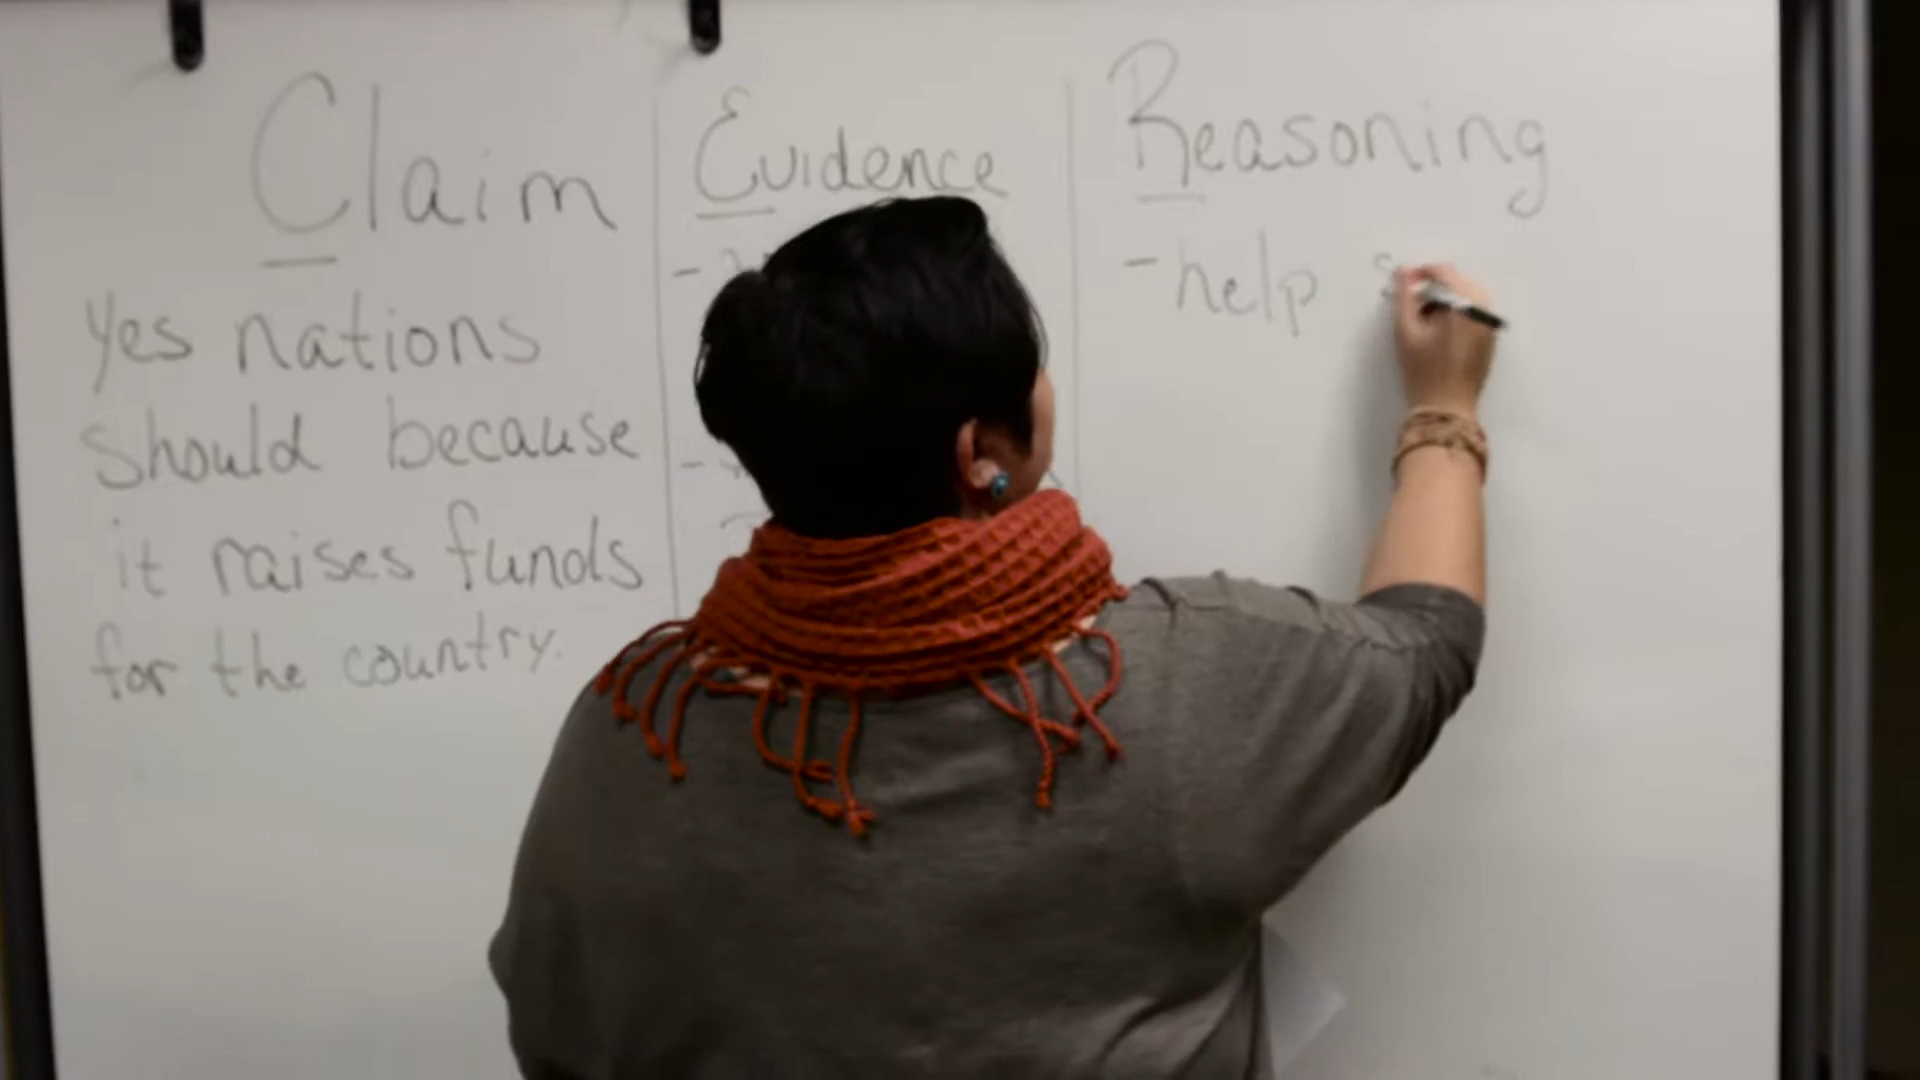 Claim
Evidence
Reasoning
yes nations
should because
it raises funds
for the country.
- help